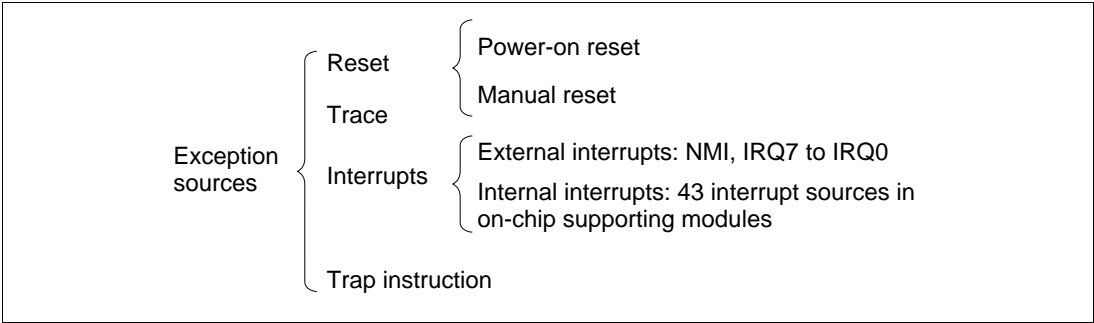 Exception
sources
Reset
Power-on reset
Manual reset
Trace
Interrupts
External interrupts: NMI, IRQ7 to IRQ0
Internal interrupts: 43 interrupt sources in
on-chip supporting modules
Trap instruction